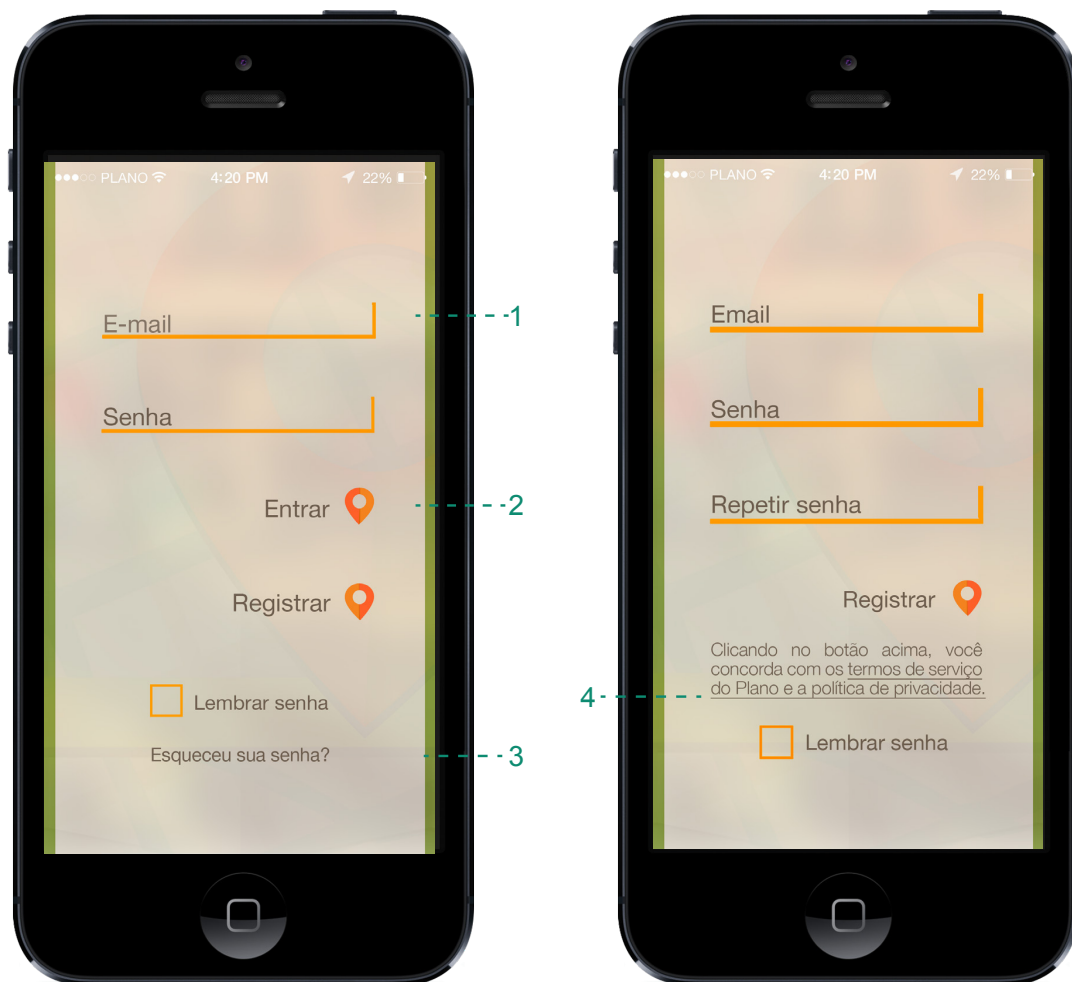 PLANO 4:20 PM 22%
E-mail
1
Senha
Entrar
2
Registrar
Lembrar senha
Esqueceu sua senha?
3
PLANO 4:20 PM 22%
Email
Senha
Repetir senha
Registrar
Clicando no botão acima, você
concorda com os termos de serviço
do Plano e a política de privacidade.
4
Lembrar senha